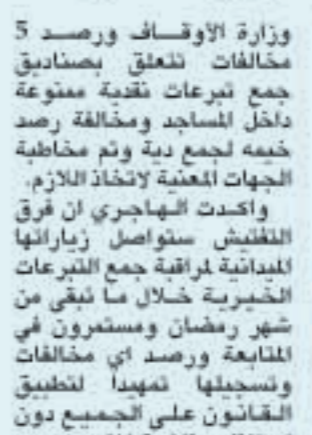 وزارة الأوقاف ورصد 5
مخالفات تتعلق بصناديق
جمع تبرعات نقدية ممنوعة
داخل المساجد ومخالفة رصد
خيمه لجمع دية وتم مخاطبة
الجهات المعنية لاتخاذ اللازم.
واكدت الهاجري ان فرق
التفتيش ستواصل زياراتها
الميدانية لمراقبة جمع التبرعات
الخيرية خلال ما تبقى من
شهر رمضان ومستمرون في
المتابعة ورصد اي مخالفات
وتسجيلها تمهيدا لتطبيق
القانون على الجميع دون